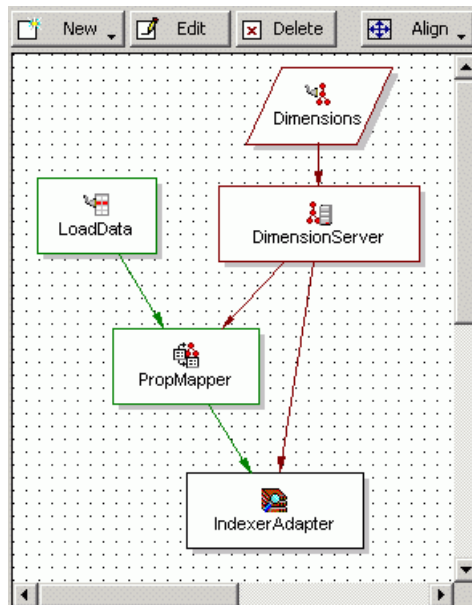 New Edit Delete Align
Dimensions
LoadData
DimensionServer
PropMapper
IndexerAdapter